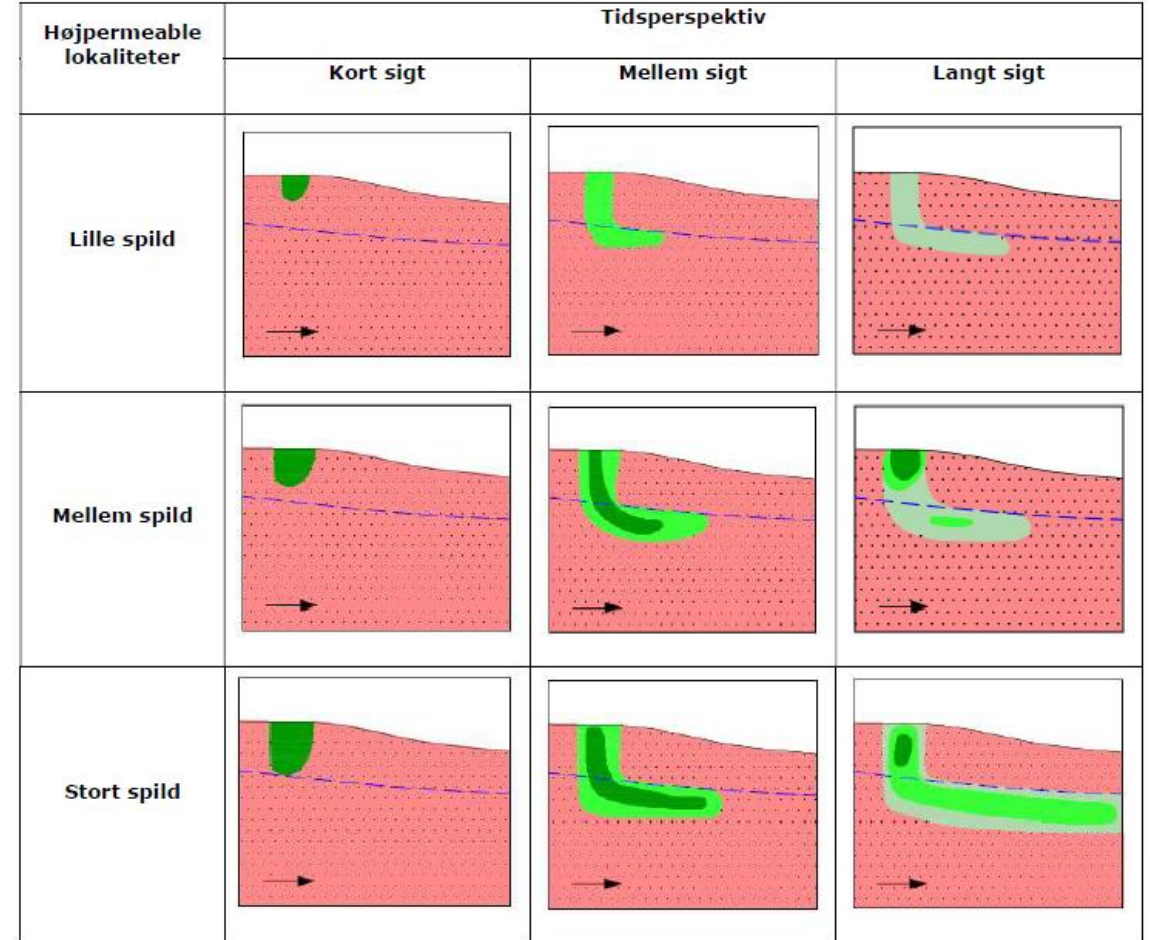 Højpermeable
lokaliteter
Tidsperspektiv
Kort sigt
Mellem sigt
Langt sigt
Lille spild
Mellem spild
Stort spild